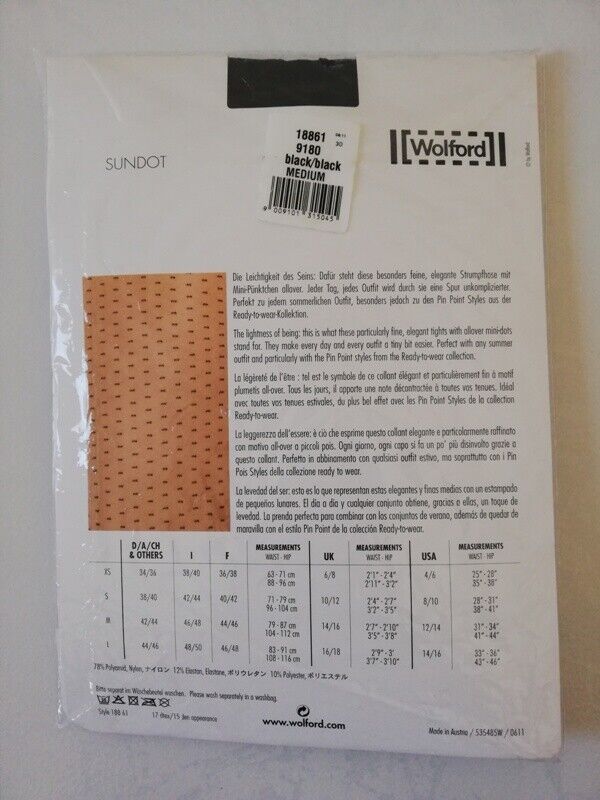 SUNDOT
18861 08 11
9180 30
black/black
MEDIUM
9 009101 315045
Wolford
© by Wolford
Die Leichtigkeit des Seins: Dafür steht diese besonders feine, elegante Strumpfhose mit
Mini-Pünktchen allover. Jeder Tag, jedes Outfit wird durch sie eine Spur unkomplizierter.
Perfekt zu jedem sommerlichen Outfit, besonders jedoch zu den Pin Point Styles aus der
Ready-to-wear-Kollektion.
The lightness of being: this is what these particularly fine, elegant tights with allover mini-dots
stand for. They make every day and every outfit a tiny bit easier. Perfect with any summer
outfit and particularly with the Pin Point styles from the Ready-to-wear collection.
La légèreté de l'être : tel est le symbole de ce collant élégant et particulièrement fin à motif
plumetis all-over. Tous les jours, il apporte une note décontractée à toutes vos tenues. Idéal
avec toutes vos tenues estivales, du plus bel effet avec les Pin Point Styles de la collection
Ready-to-wear.
La leggerezza dell'essere: è ciò che esprime questo collant elegante e particolarmente raffinato
con motivo all-over a piccoli pois. Ogni giorno, ogni capo si fa un po' più disinvolto grazie a
questo collant. Perfetto in abbinamento con qualsiasi outfit estivo, ma soprattutto con i Pin
Pois Styles della collezione ready to wear.
La levedad del ser: esto es lo que representan estas elegantes y finas medias con un estampado
de pequeños lunares. El día a día y cualquier conjunto obtiene, gracias a ellas, un toque de
levedad. La prenda perfecta para combinar con los conjuntos de verano, además de quedar de
maravilla con el estilo Pin Point de la colección Ready-to-wear.
D/A/CH & OTHERS I F MEASUREMENTS WAIST - HIP UK MEASUREMENTS WAIST - HIP USA MEASUREMENTS WAIST - HIP
XS 34/36 38/40 36/38 63 - 71 cm 6/8 2'1" - 2'4" 4/6 25" - 28"
88 - 96 cm 2'11" - 3'2" 35" - 38"
S 38/40 42/44 40/42 71 - 79 cm 10/12 2'4" - 2'7" 8/10 28" - 31"
96 - 104 cm 3'2" - 3'5" 38" - 41"
M 42/44 46/48 44/46 79 - 87 cm 14/16 2'7" - 2'10" 12/14 31" - 34"
104 - 112 cm 3'5" - 3'8" 41" - 44"
L 44/46 48/50 46/48 83 - 91 cm 16/18 2'9" - 3' 14/16 33" - 36"
108 - 116 cm 3'7" - 3'10" 43" - 46"
78% Polyamid, Nylon, ナイロン 12% Elastan, Elastane, ポリウレタン 10% Polyester, ポリエステル
Bitte separat im Wäschebeutel waschen. Please wash separately in a washbag.
Style 188 61 17 dtex/15 den appearance
www.wolford.com
Made in Austria / 535485W / 0611